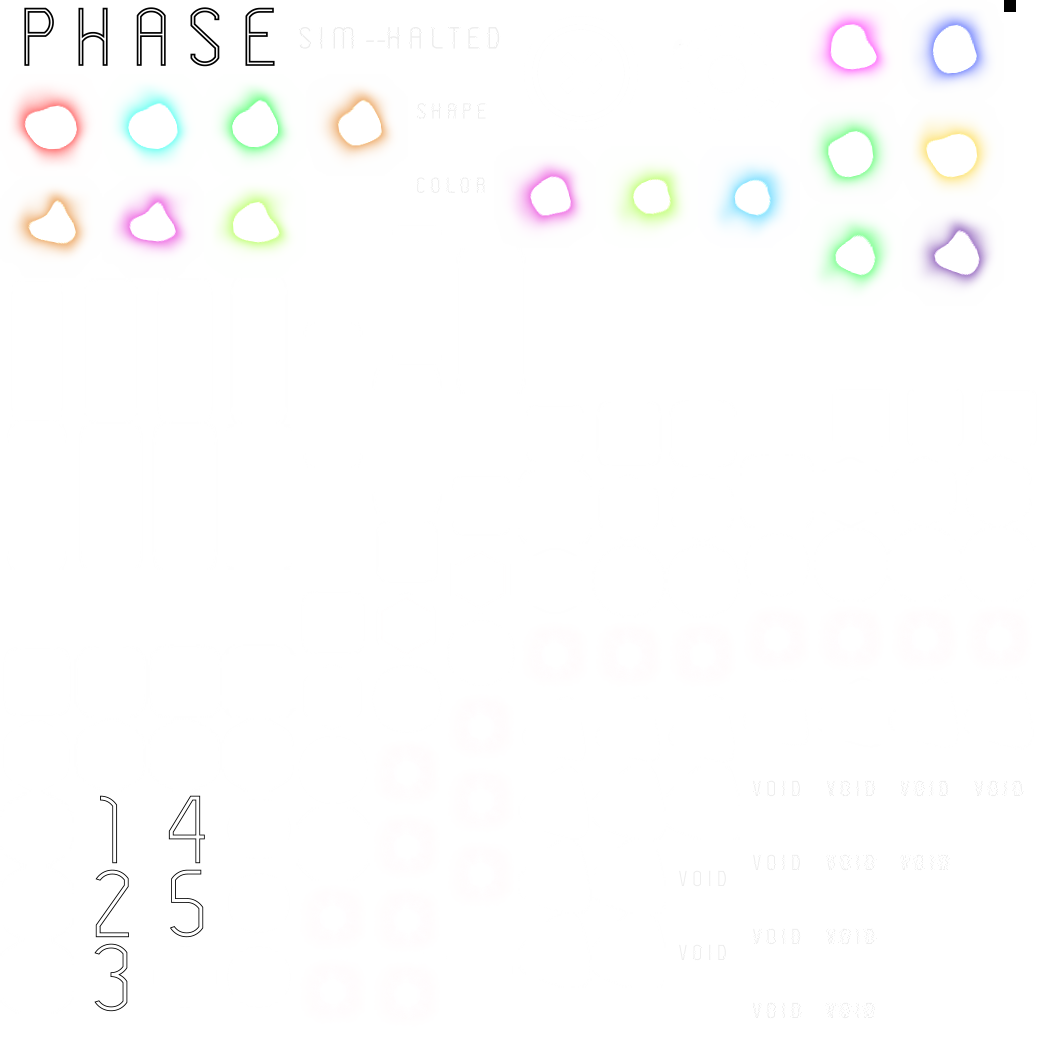 PHASE SIM--HALTED
SHAPE
COLOR
1 4
2 5
3
VOID VOID VOID VOID
VOID VOID VOID
VOID
VOID VOID
VOID
VOID VOID